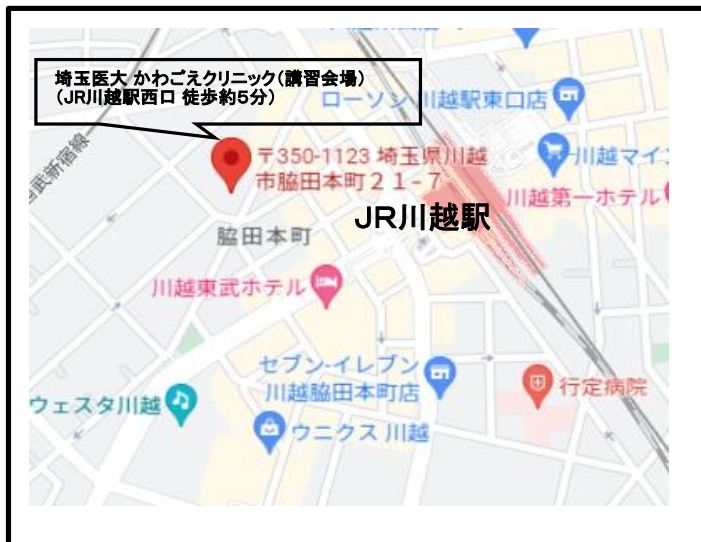 埼玉医大 かわごえクリニック(講習会場)
(JR川越駅西口 徒歩約5分)
ローソン 川越駅東口店
〒350-1123 埼玉県川越
市脇田本町21-7
川越マイン
川越第一ホテル
JR川越駅
脇田本町
川越東武ホテル
セブン-イレブン
川越脇田本町店
行定病院
ウェスタ川越
ウニクス 川越
武新宿線